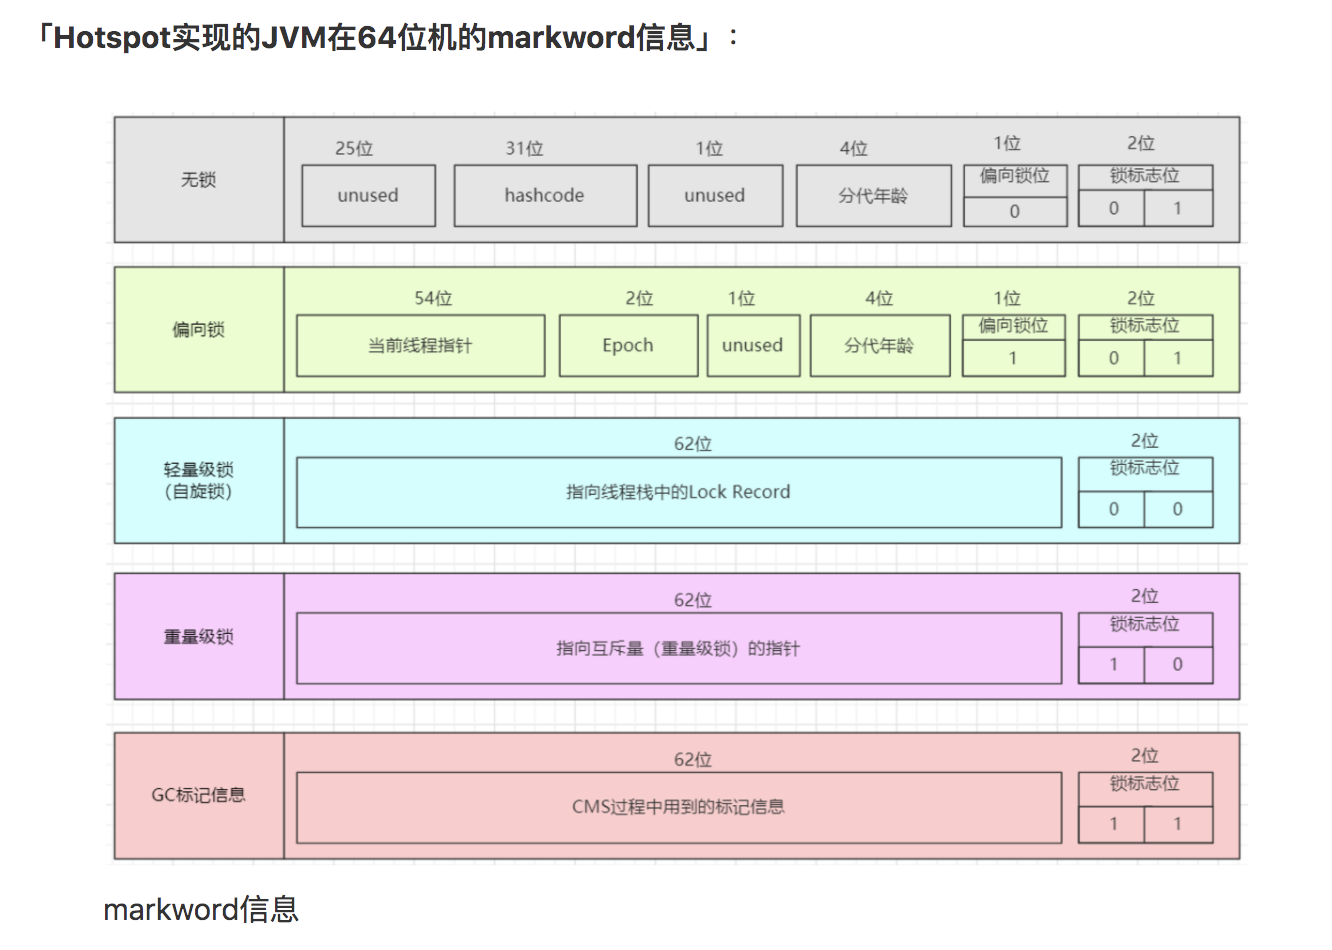 「Hotspot实现的JVM在64位机的markword信息」：
25位 31位 1位 4位 1位 2位
无锁 unused hashcode unused 分代年龄 偏向锁位 锁标志位
0 0 1
54位 2位 1位 4位 1位 2位
偏向锁 当前线程指针 Epoch unused 分代年龄 偏向锁位 锁标志位
1 0 1
62位 2位
轻量级锁
（自旋锁）
指向线程栈中的Lock Record
锁标志位
0 0
62位 2位
重量级锁 指向互斥量（重量级锁）的指针 锁标志位
1 0
62位 2位
GC标记信息 CMS过程中用到的标记信息 锁标志位
1 1
markword信息